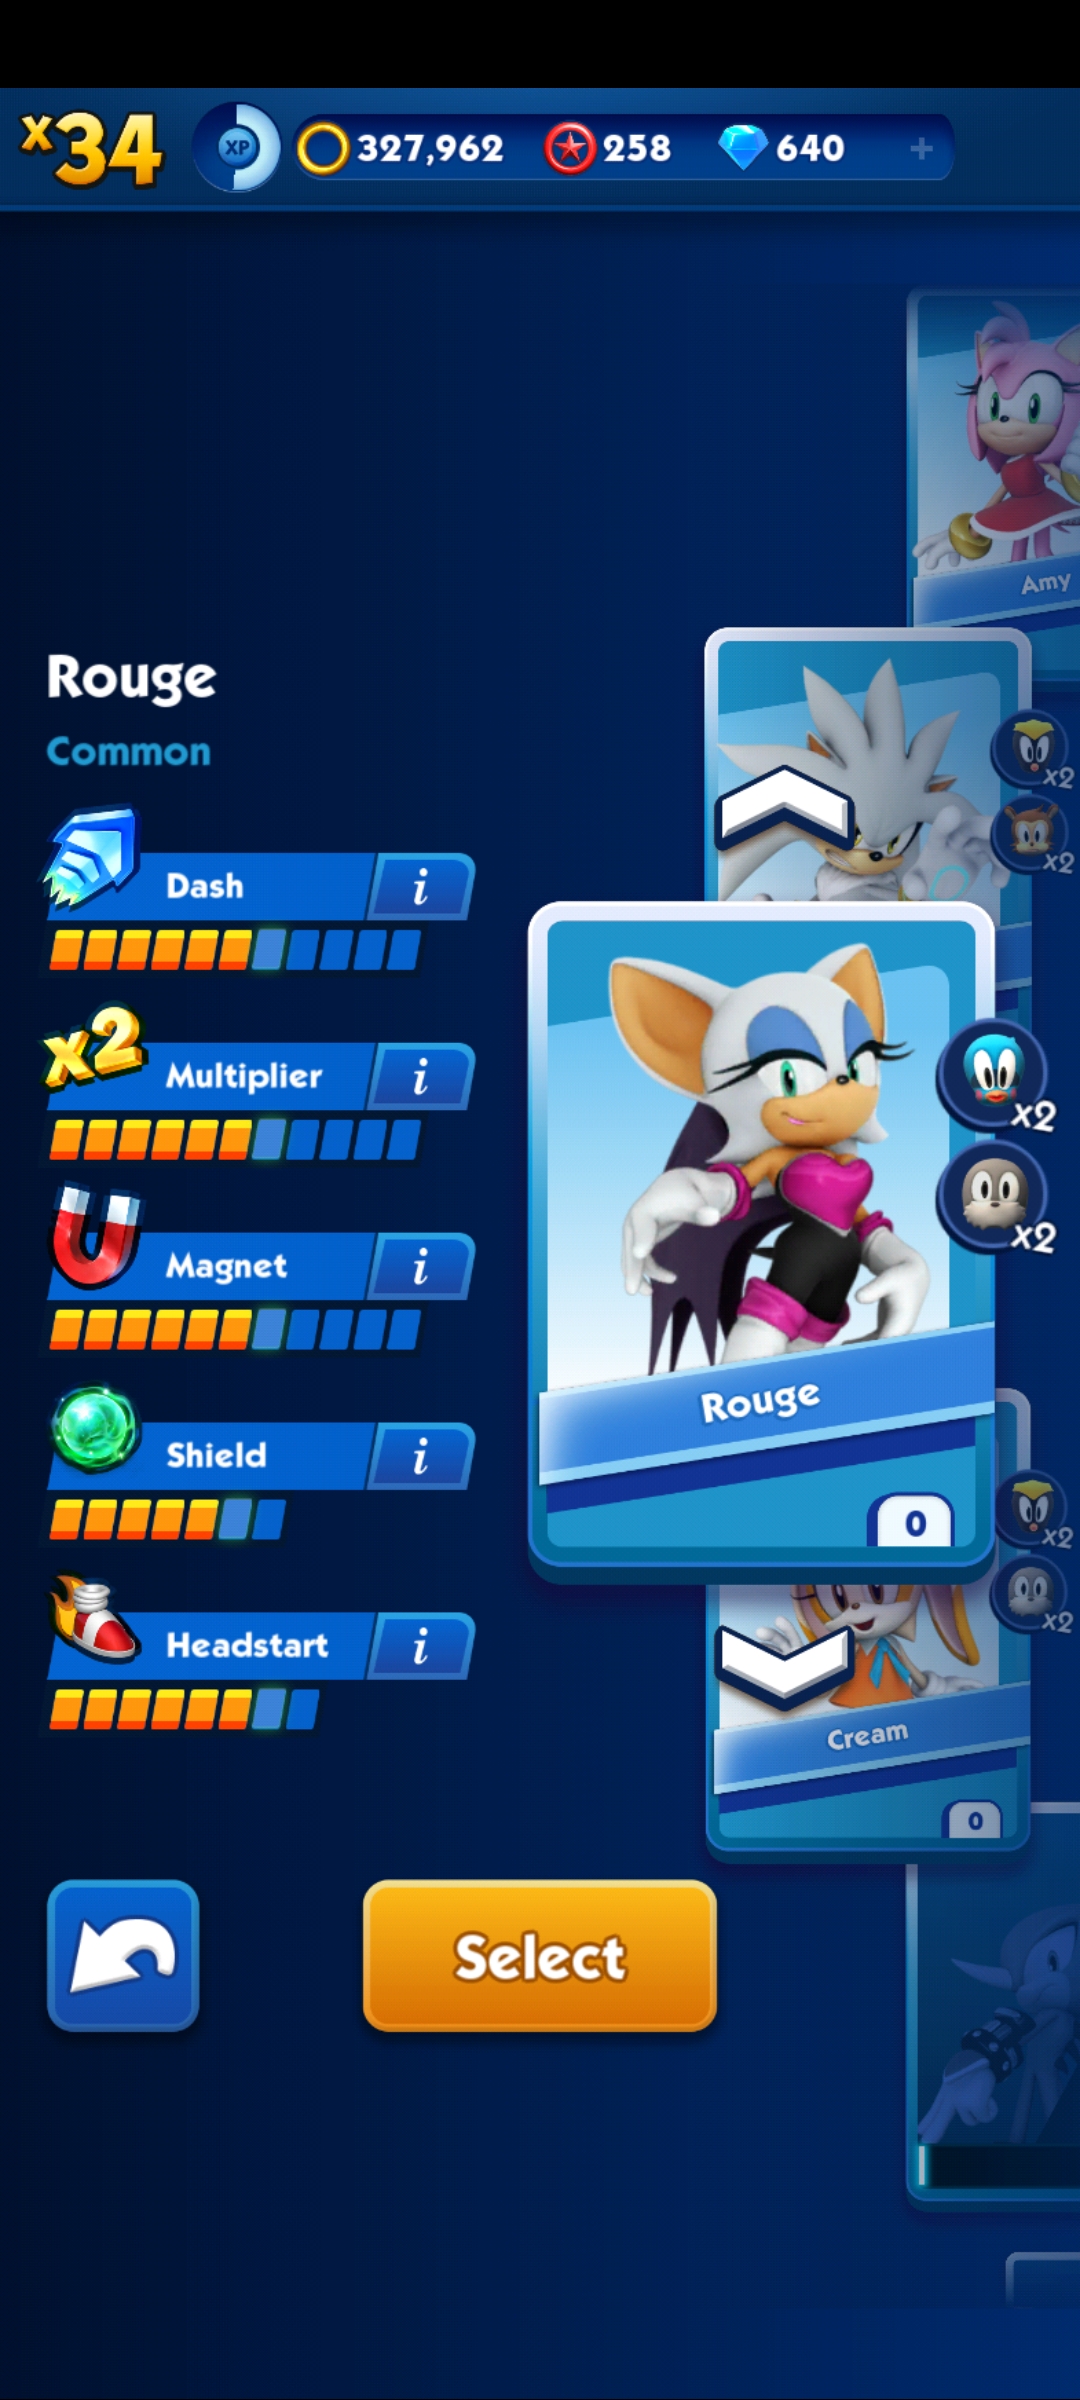 x34
XP
327,962
258
640
+
Amy
Rouge
Common
Dash
i
x2
Multiplier
i
Magnet
i
Shield
i
Headstart
i
x2
x2
x2
x2
Rouge
0
x2
x2
Cream
0
Select